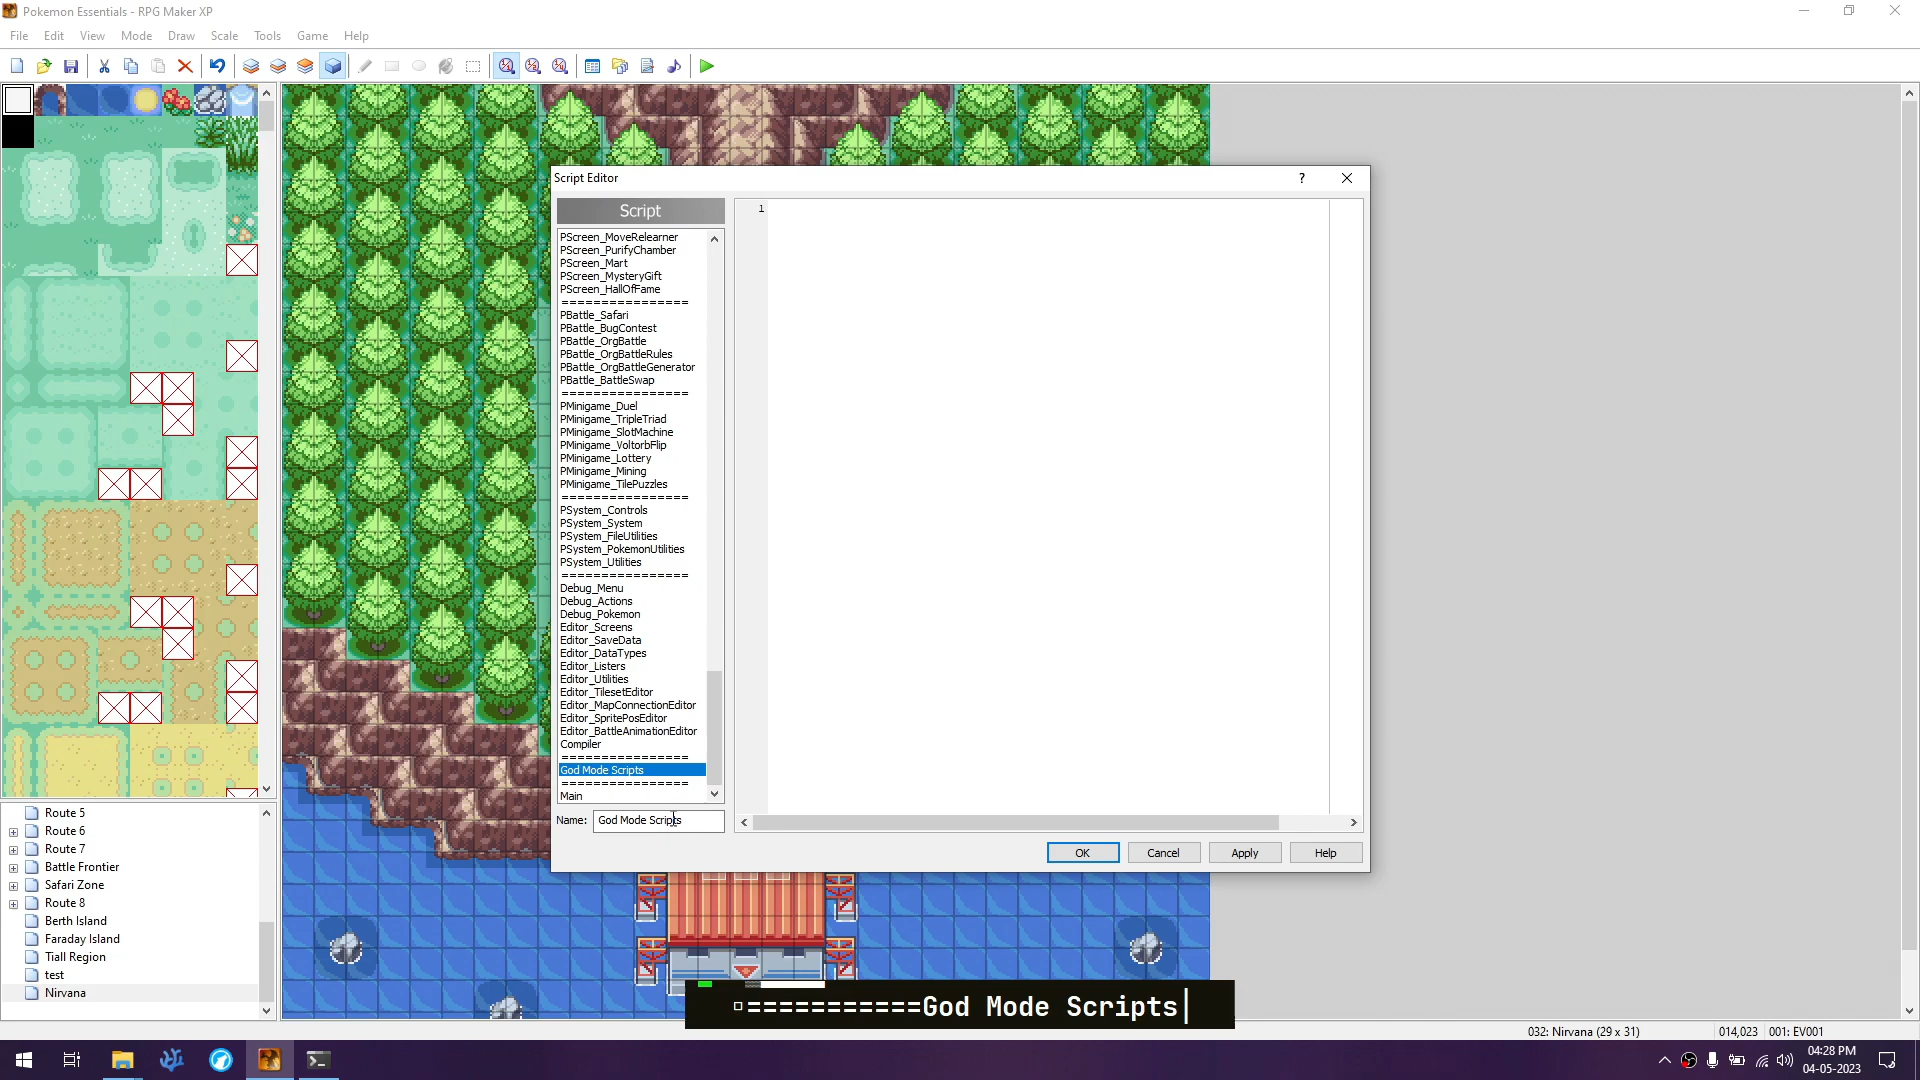 Pokemon Essentials - RPG Maker XP
File Edit View Mode Draw Scale Tools Game Help
Script Editor
?
Script
1
PScreen_MoveRelearner
PScreen_PurifyChamber
PScreen_Mart
PScreen_MysteryGift
PScreen_HallOfFame
================
PBattle_Safari
PBattle_BugContest
PBattle_OrgBattle
PBattle_OrgBattleRules
PBattle_OrgBattleGenerator
PBattle_BattleSwap
================
PMinigame_Duel
PMinigame_TripleTriad
PMinigame_SlotMachine
PMinigame_VoltorbFlip
PMinigame_Lottery
PMinigame_Mining
PMinigame_TilePuzzles
================
PSystem_Controls
PSystem_System
PSystem_FileUtilities
PSystem_PokemonUtilities
PSystem_Utilities
================
Debug_Menu
Debug_Actions
Debug_Pokemon
Editor_Screens
Editor_SaveData
Editor_DataTypes
Editor_Listers
Editor_Utilities
Editor_TilesetEditor
Editor_MapConnectionEditor
Editor_SpritePosEditor
Editor_BattleAnimationEditor
Compiler
================
God Mode Scripts
================
Main
Name: God Mode Scripts
OK Cancel Apply Help
Route 5
Route 6
Route 7
Battle Frontier
Safari Zone
Route 8
Berth Island
Faraday Island
Tiall Region
test
Nirvana
===========God Mode Scripts
032: Nirvana (29 x 31) 014,023 001: EV001
04:28 PM
04-05-2023